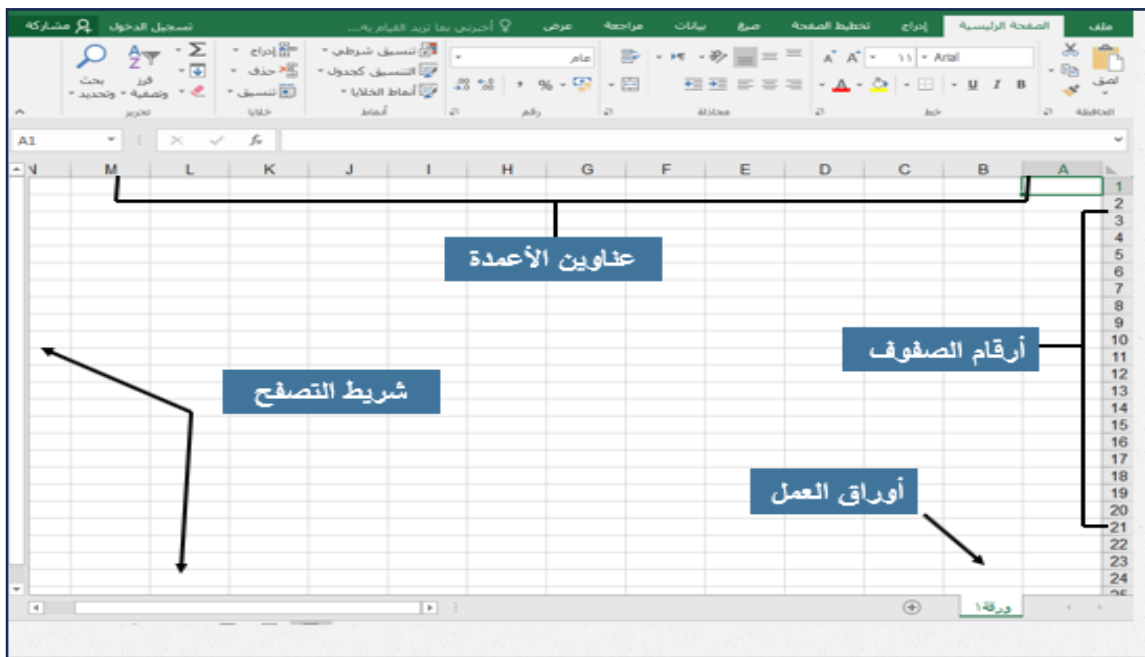 ملف الصفحة الرئيسية إدراج تخطيط الصفحة صيغ بيانات مراجعة عرض أخبرني بما تريد القيام به.... تسجيل الدخول مشاركة
لصق Arial ١١ عام تنسيق شرطي إدراج Σ
التنسيق كجدول حذف فرز بحث
B I U A % أنماط الخلايا تنسيق وتصفية وتحديد
الحافظة خط محاذاة رقم أنماط خلايا تحرير
A1 fx
A B C D E F G H I J K L M N
1
2
3
4
5
6
7
8
9
10
11
12
13
14
15
16
17
18
19
20
21
22
23
24
25
عناوين الأعمدة
أرقام الصفوف
شريط التصفح
أوراق العمل
ورقة١